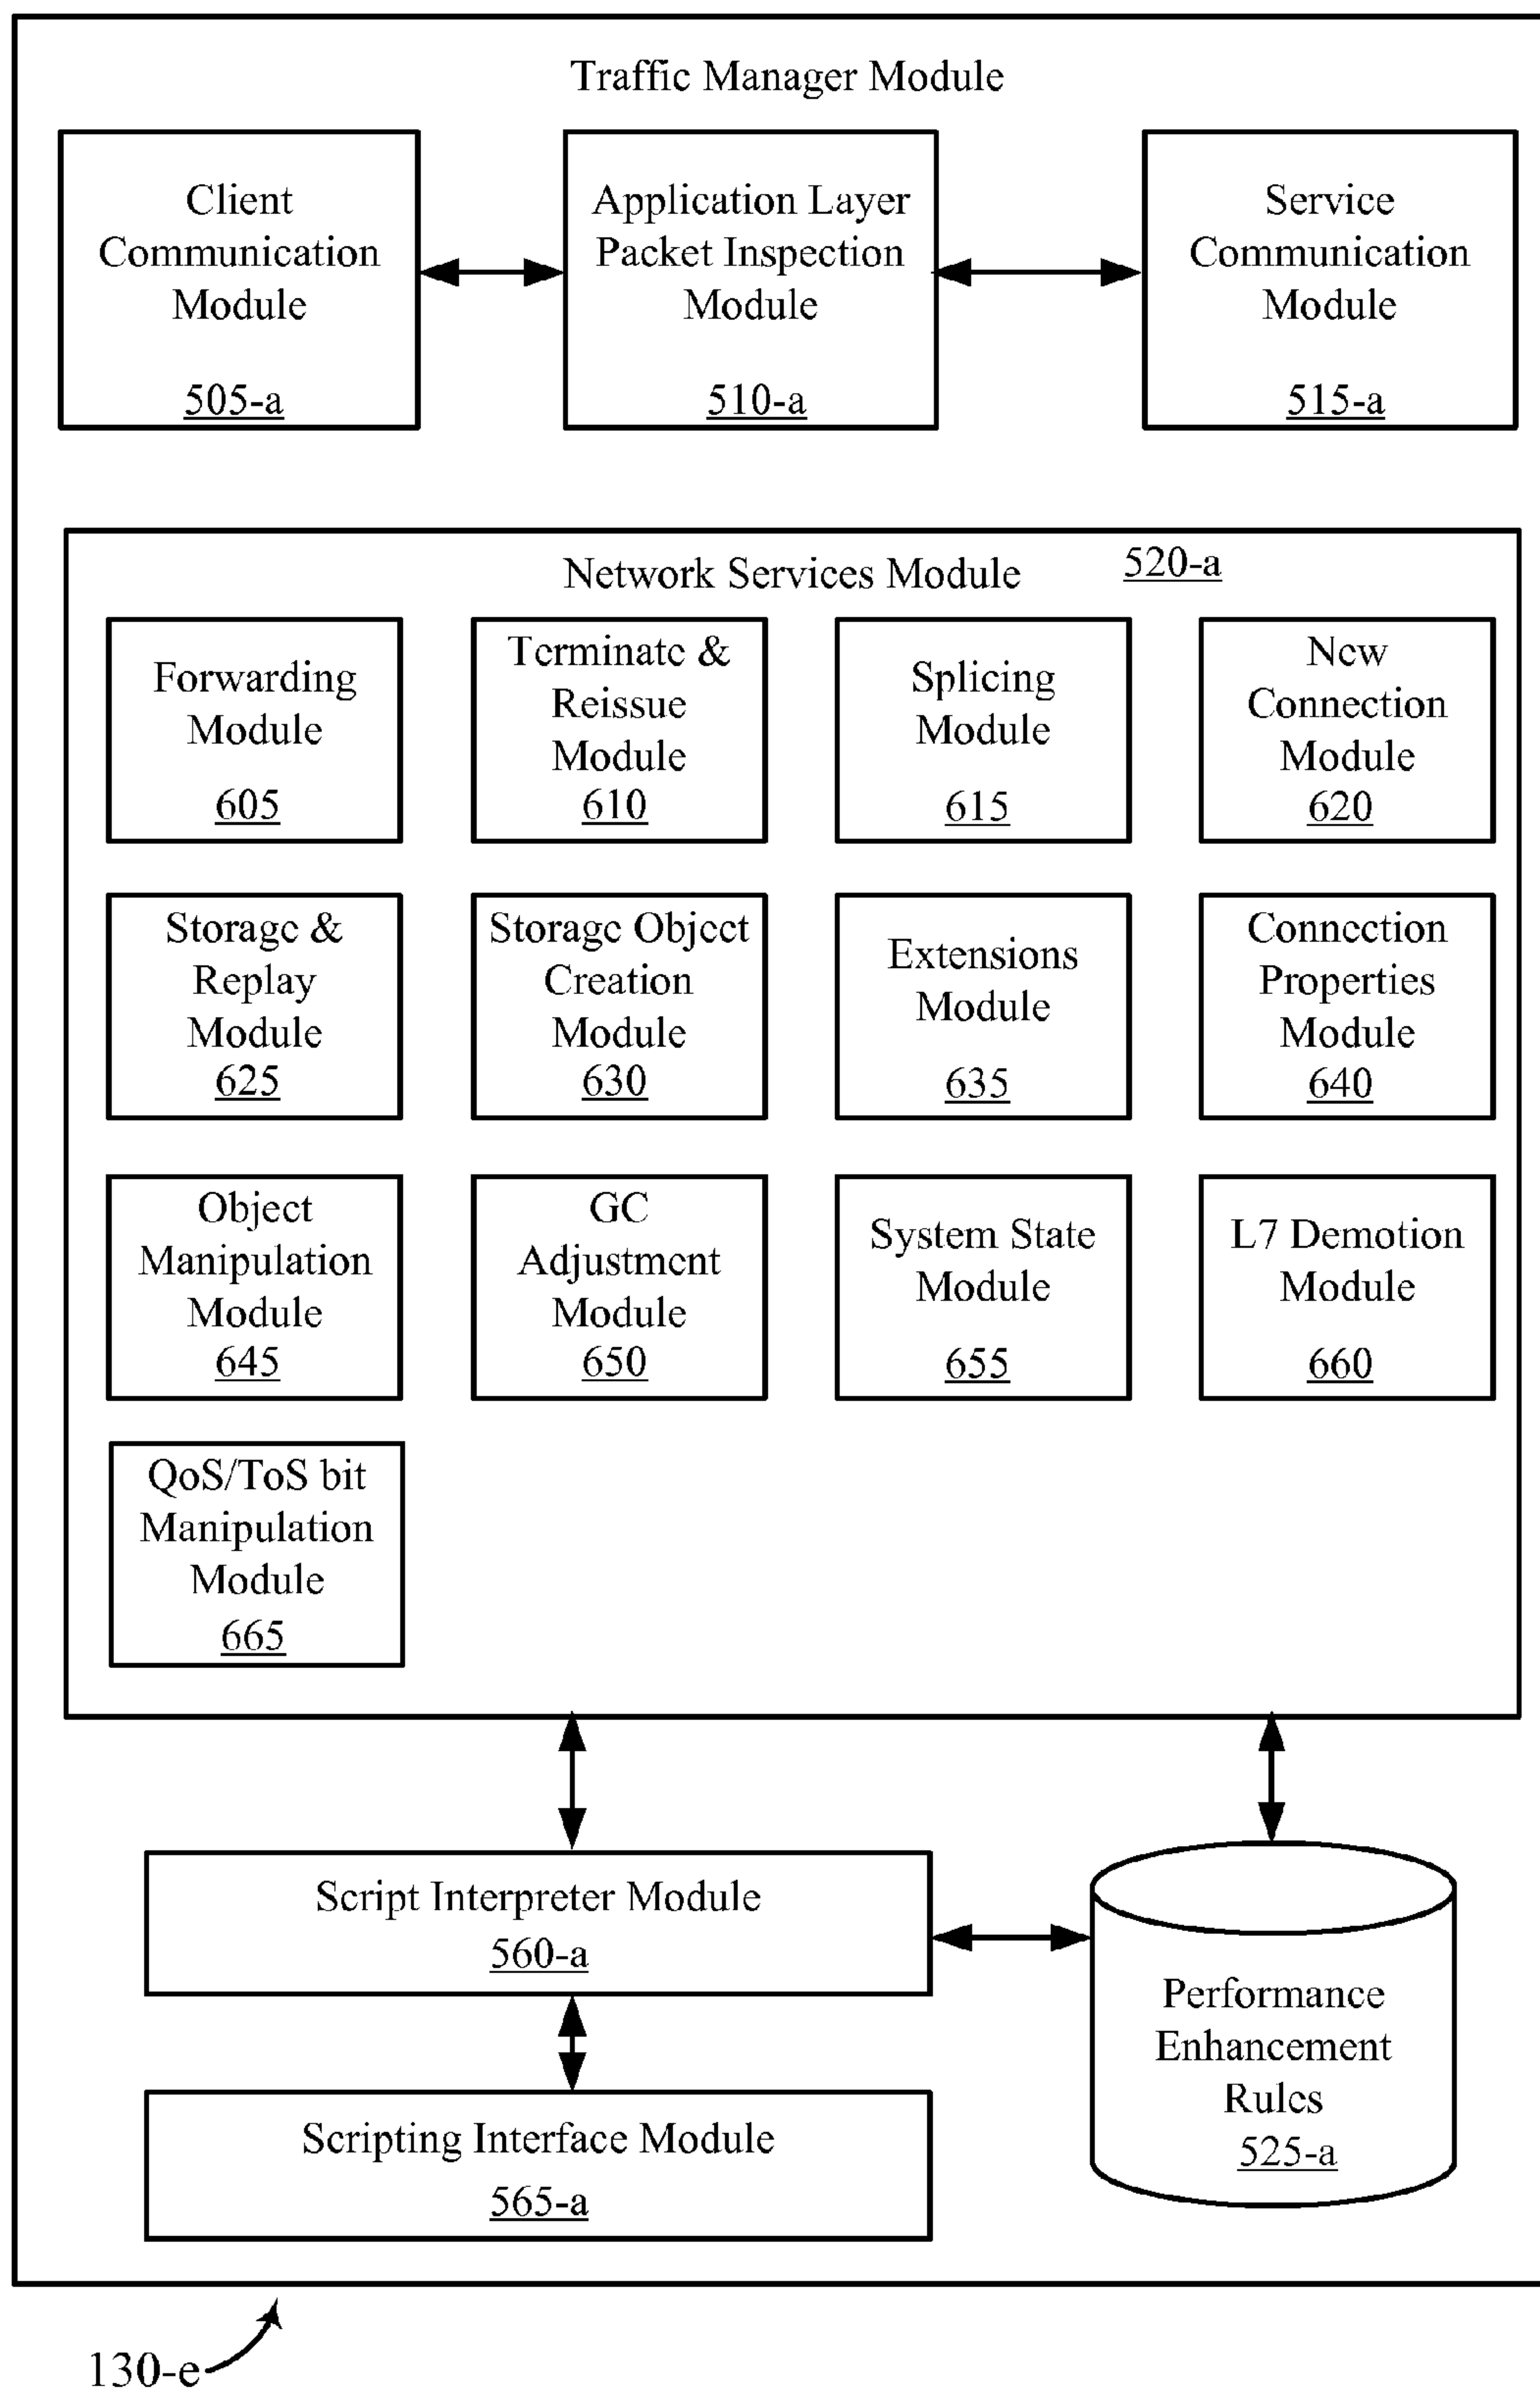 Traffic Manager Module
Client
Communication
Module
505-a
Application Layer
Packet Inspection
Module
510-a
Service
Communication
Module
515-a
Network Services Module
520-a
Forwarding
Module
605
Terminate &
Reissue
Module
610
Splicing
Module
615
New
Connection
Module
620
Storage &
Replay
Module
625
Storage Object
Creation
Module
630
Extensions
Module
635
Connection
Properties
Module
640
Object
Manipulation
Module
645
GC
Adjustment
Module
650
System State
Module
655
L7 Demotion
Module
660
QoS/ToS bit
Manipulation
Module
665
Script Interpreter Module
560-a
Scripting Interface Module
565-a
Performance
Enhancement
Rules
525-a
130-e